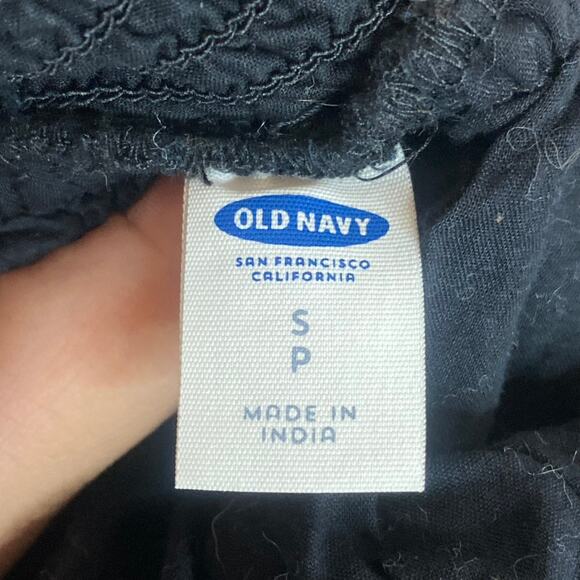 OLD NAVY
SAN FRANCISCO
CALIFORNIA
S
P
MADE IN
INDIA